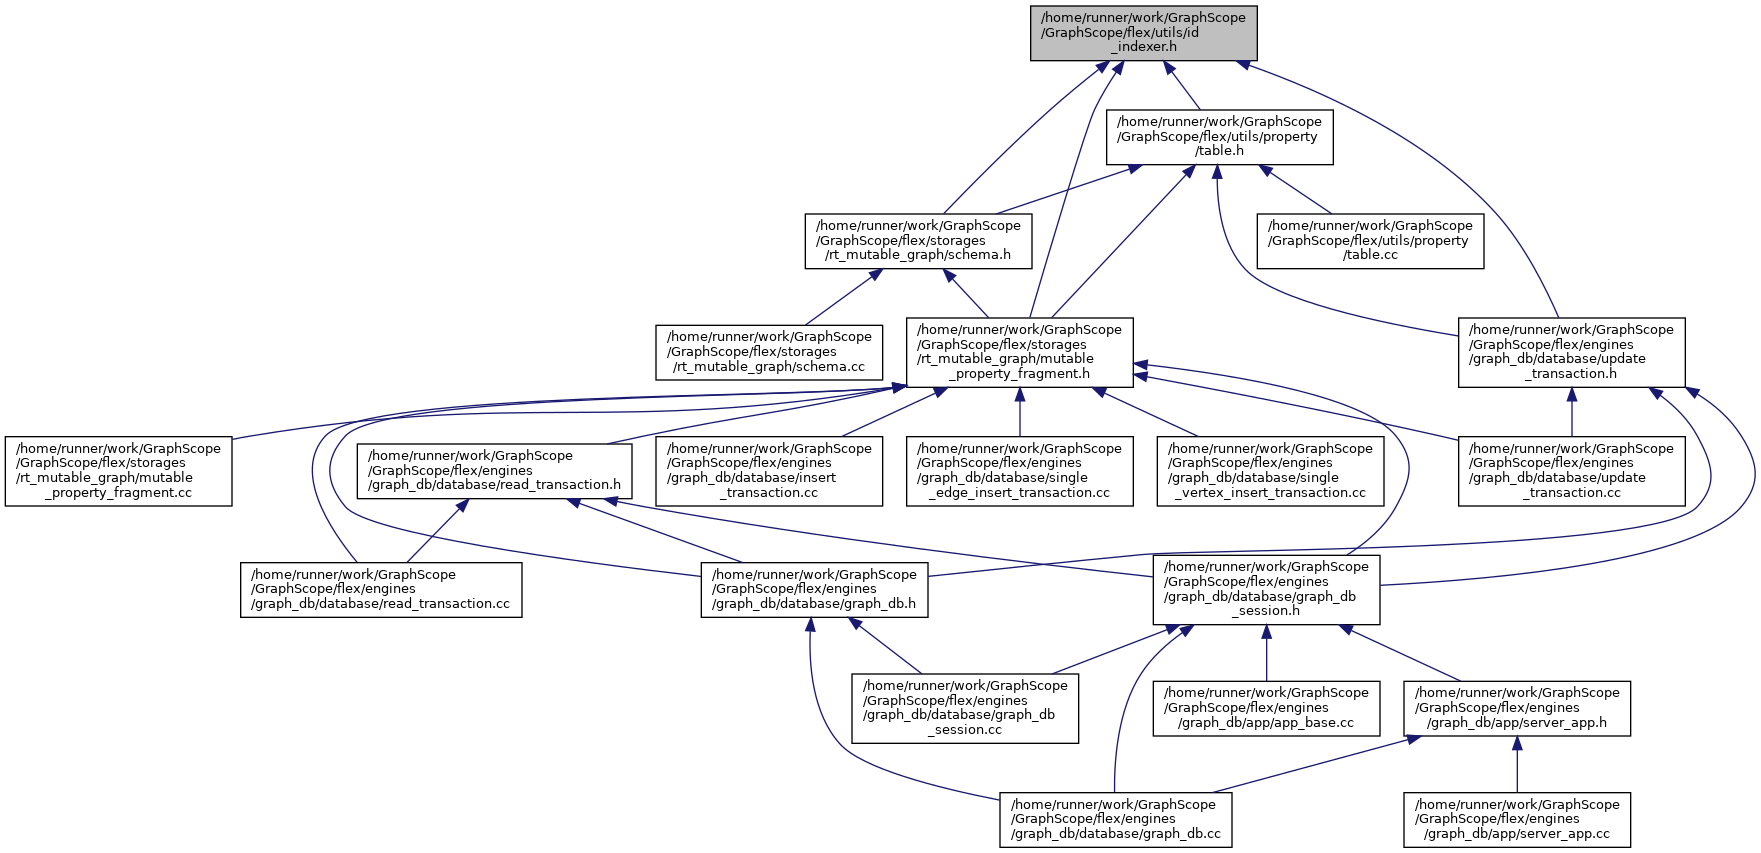 /home/runner/work/GraphScope
/GraphScope/flex/utils/id
_indexer.h
/home/runner/work/GraphScope
/GraphScope/flex/utils/property
/table.h
/home/runner/work/GraphScope
/GraphScope/flex/storages
/rt_mutable_graph/schema.h
/home/runner/work/GraphScope
/GraphScope/flex/utils/property
/table.cc
/home/runner/work/GraphScope
/GraphScope/flex/storages
/rt_mutable_graph/schema.cc
/home/runner/work/GraphScope
/GraphScope/flex/storages
/rt_mutable_graph/mutable
_property_fragment.h
/home/runner/work/GraphScope
/GraphScope/flex/engines
/graph_db/database/update
_transaction.h
/home/runner/work/GraphScope
/GraphScope/flex/storages
/rt_mutable_graph/mutable
_property_fragment.cc
/home/runner/work/GraphScope
/GraphScope/flex/engines
/graph_db/database/read_transaction.h
/home/runner/work/GraphScope
/GraphScope/flex/engines
/graph_db/database/insert
_transaction.cc
/home/runner/work/GraphScope
/GraphScope/flex/engines
/graph_db/database/single
_edge_insert_transaction.cc
/home/runner/work/GraphScope
/GraphScope/flex/engines
/graph_db/database/single
_vertex_insert_transaction.cc
/home/runner/work/GraphScope
/GraphScope/flex/engines
/graph_db/database/update
_transaction.cc
/home/runner/work/GraphScope
/GraphScope/flex/engines
/graph_db/database/read_transaction.cc
/home/runner/work/GraphScope
/GraphScope/flex/engines
/graph_db/database/graph_db.h
/home/runner/work/GraphScope
/GraphScope/flex/engines
/graph_db/database/graph_db
_session.h
/home/runner/work/GraphScope
/GraphScope/flex/engines
/graph_db/database/graph_db
_session.cc
/home/runner/work/GraphScope
/GraphScope/flex/engines
/graph_db/app/app_base.cc
/home/runner/work/GraphScope
/GraphScope/flex/engines
/graph_db/app/server_app.h
/home/runner/work/GraphScope
/GraphScope/flex/engines
/graph_db/database/graph_db.cc
/home/runner/work/GraphScope
/GraphScope/flex/engines
/graph_db/app/server_app.cc